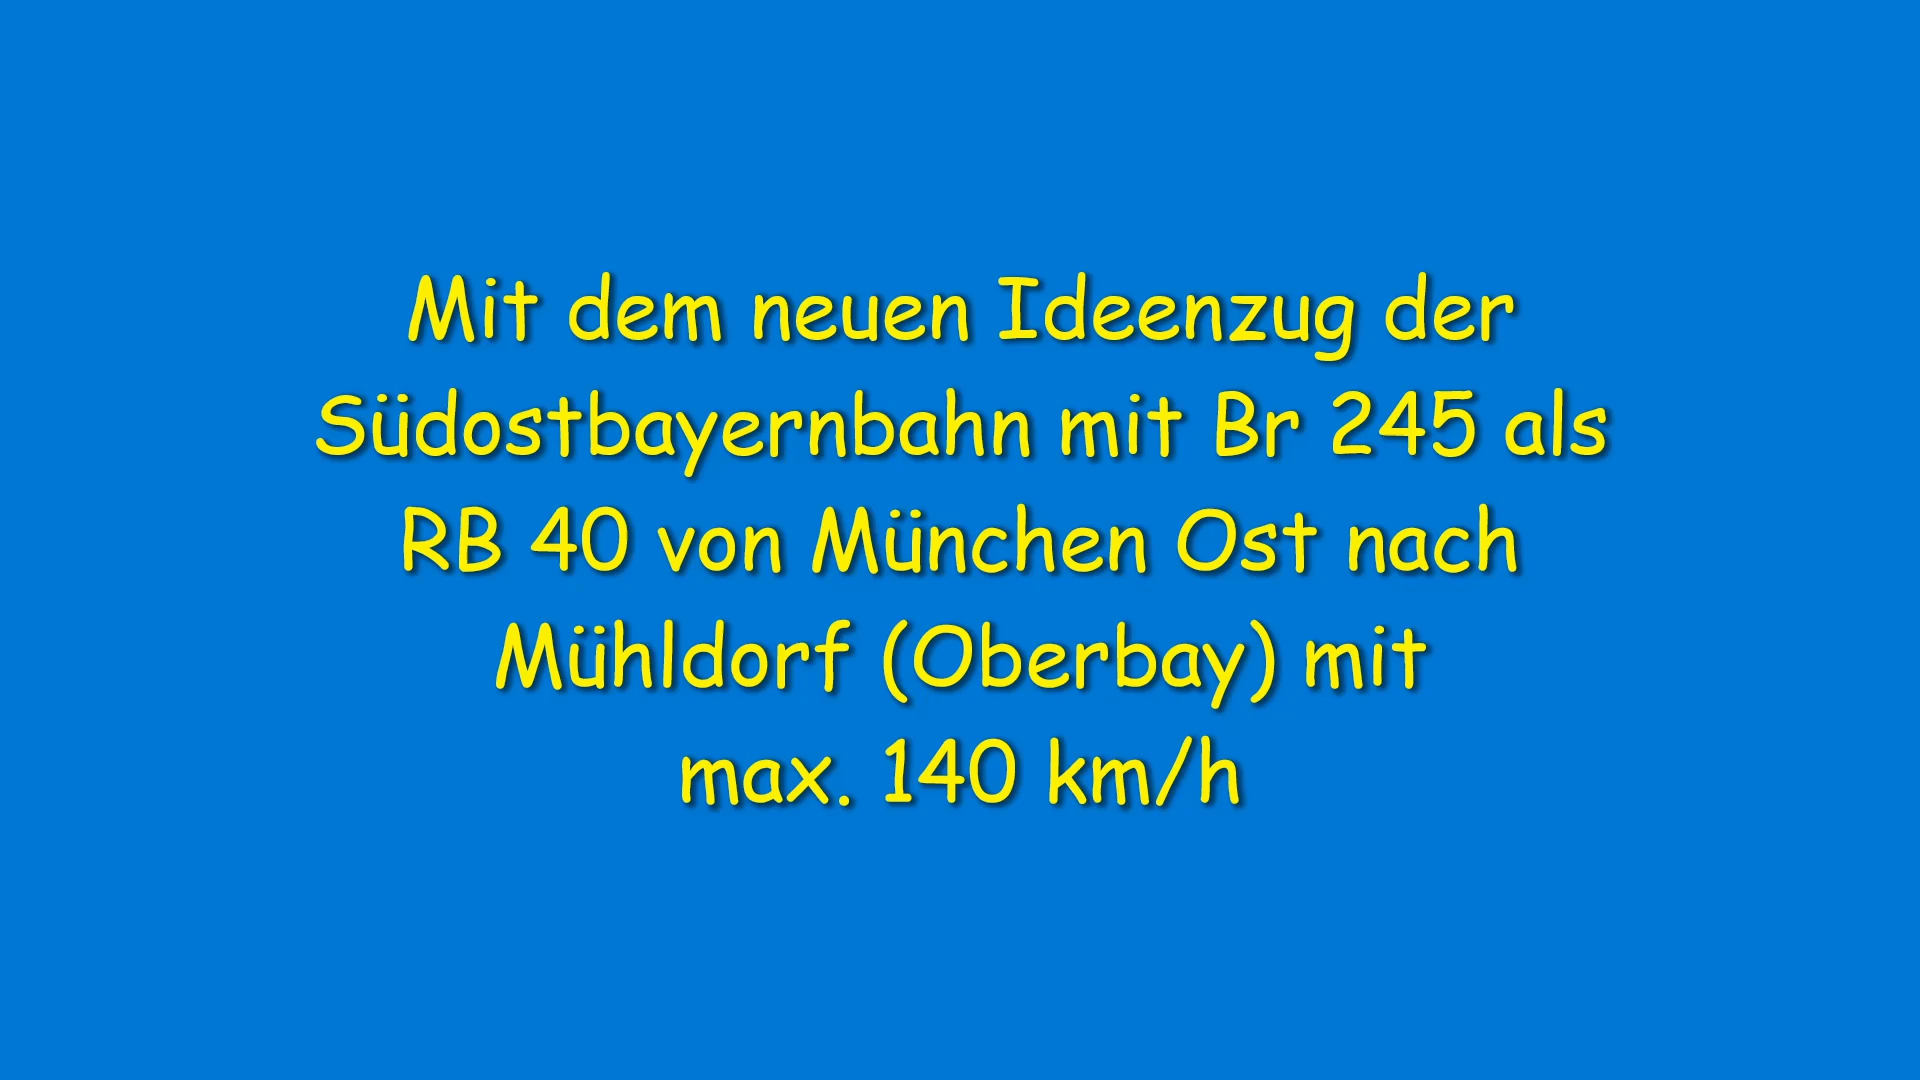 Mit dem neuen Ideenzug der
Südostbayernbahn mit Br 245 als
RB 40 von München Ost nach
Mühldorf (Oberbay) mit
max. 140 km/h